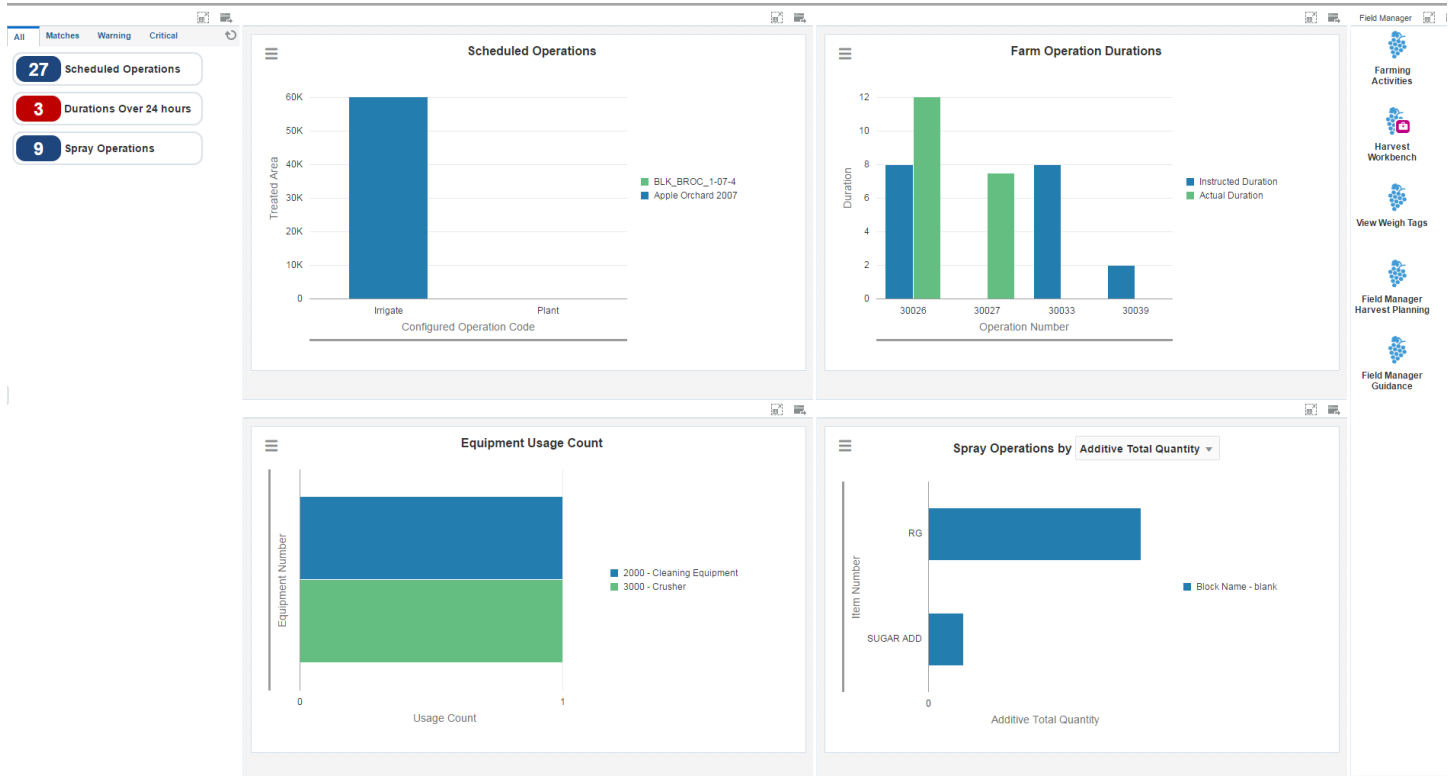 All Matches Warning Critical
27 Scheduled Operations
3 Durations Over 24 hours
9 Spray Operations
Scheduled Operations
60K
50K
40K
30K
20K
10K
0
Treated Area
Irrigate Plant
Configured Operation Code
BLK_BROC_1-07-4
Apple Orchard 2007
Farm Operation Durations
12
10
8
6
4
2
0
Duration
30026 30027 30033 30039
Operation Number
Instructed Duration
Actual Duration
Field Manager
Farming
Activities
Harvest
Workbench
View Weigh Tags
Field Manager
Harvest Planning
Field Manager
Guidance
Equipment Usage Count
Equipment Number
0 1
Usage Count
2000 - Cleaning Equipment
3000 - Crusher
Spray Operations by Additive Total Quantity
Item Number
RG
SUGAR ADD
0
Additive Total Quantity
Block Name - blank